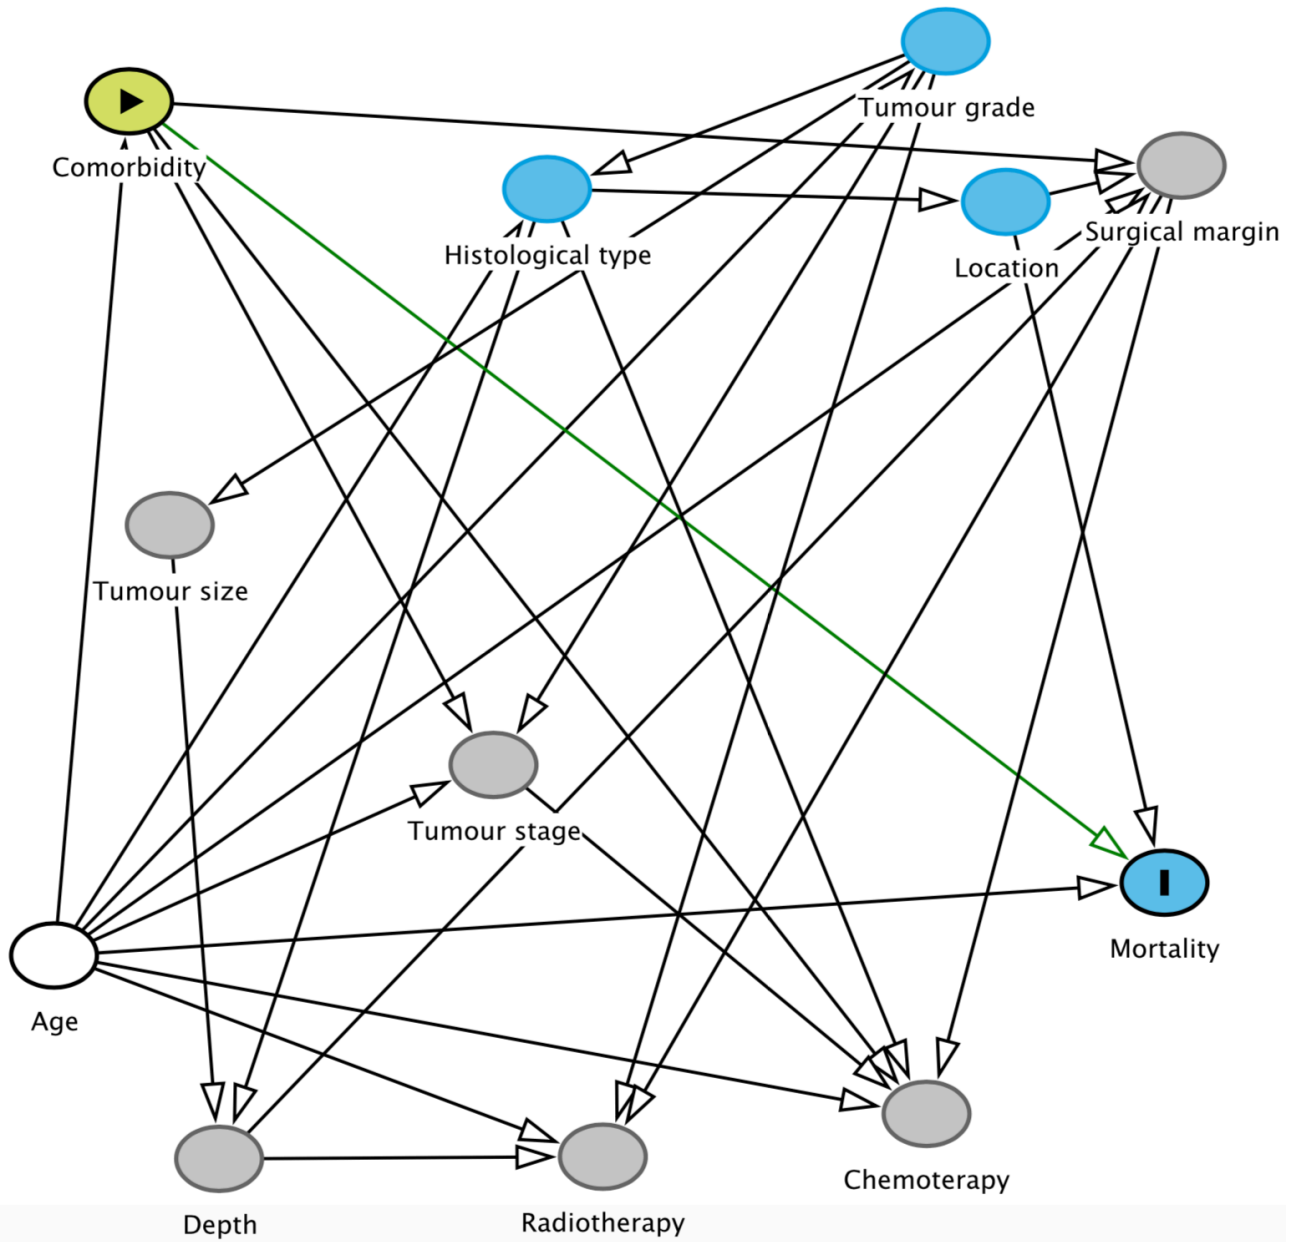 Tumour grade
Comorbidity
Surgical margin
Histological type
Location
Tumour size
Tumour stage
Mortality
Age
Chemoterapy
Depth
Radiotherapy